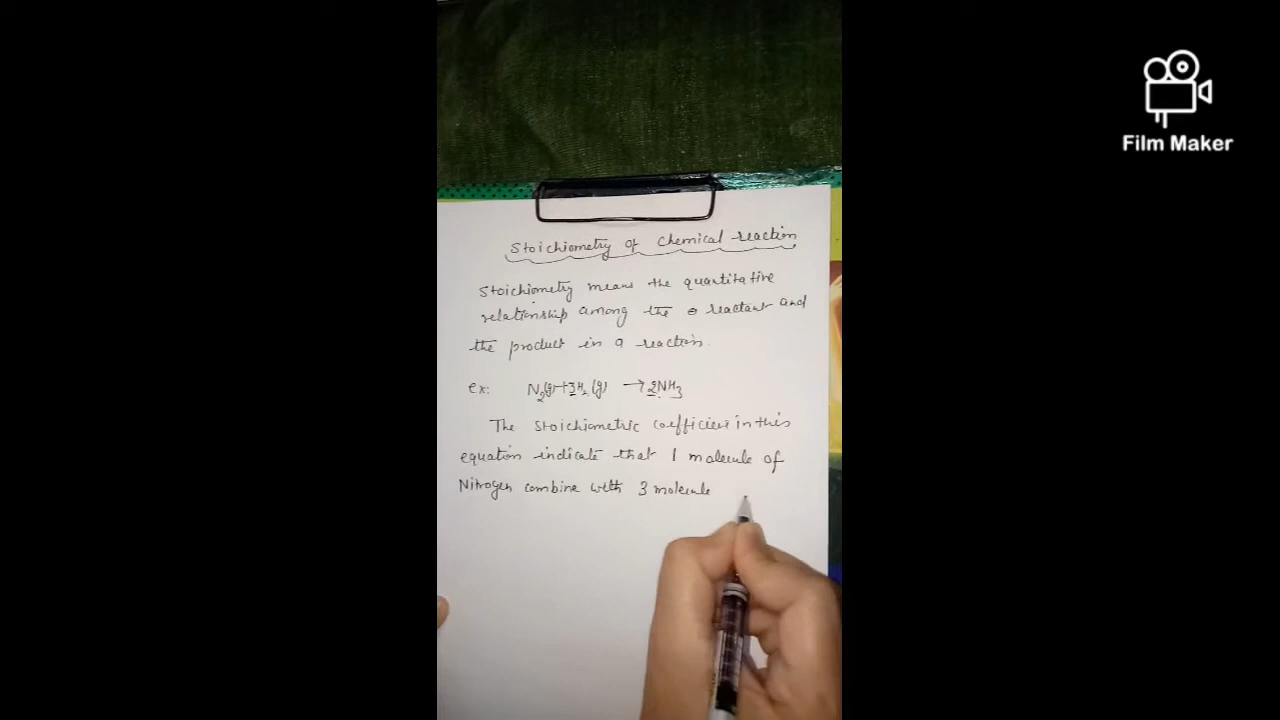 Film Maker
Stoichiometry of Chemical reaction
Stoichiometry means the quantitative
relationship among the reactant and
the product in a reaction.
ex: N2(g)+3H2(g) → 2NH3
The Stoichiometric coefficient in this
equation indicate that 1 molecule of
Nitrogen combine with 3 molecule